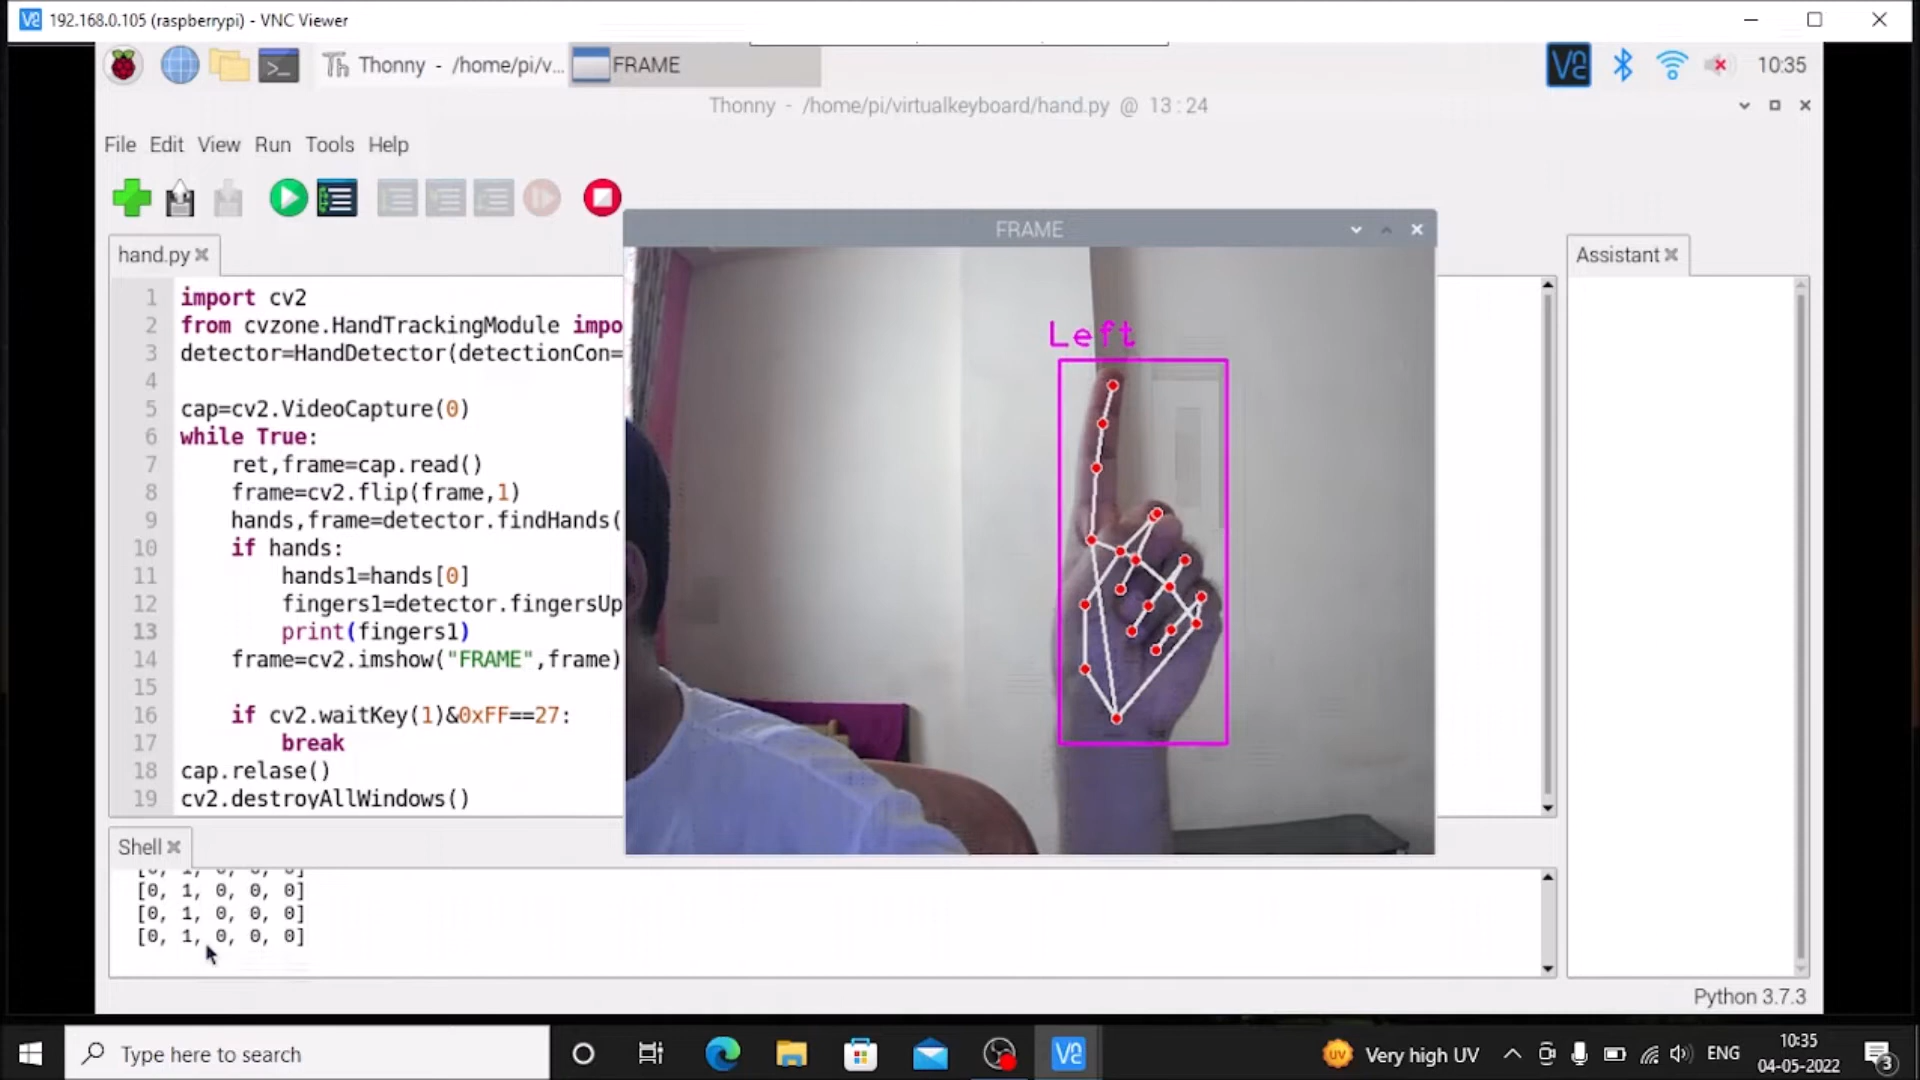 192.168.0.105 (raspberrypi) - VNC Viewer
Thonny - /home/pi/v...
FRAME
10:35
Thonny - /home/pi/virtualkeyboard/hand.py @ 13 : 24
File Edit View Run Tools Help
hand.py
1 import cv2
2 from cvzone.HandTrackingModule impo
3 detector=HandDetector(detectionCon=
4
5 cap=cv2.VideoCapture(0)
6 while True:
7 ret,frame=cap.read()
8 frame=cv2.flip(frame,1)
9 hands,frame=detector.findHands(
10 if hands:
11 hands1=hands[0]
12 fingers1=detector.fingersUp
13 print(fingers1)
14 frame=cv2.imshow("FRAME",frame)
15
16 if cv2.waitKey(1)&0xFF==27:
17 break
18 cap.relase()
19 cv2.destroyAllWindows()
FRAME
Left
Assistant
Shell
[0, 1, 0, 0, 0]
[0, 1, 0, 0, 0]
[0, 1, 0, 0, 0]
[0, 1, 0, 0, 0]
Python 3.7.3
Type here to search
UV
Very high UV
ENG
10:35
04-05-2022
3